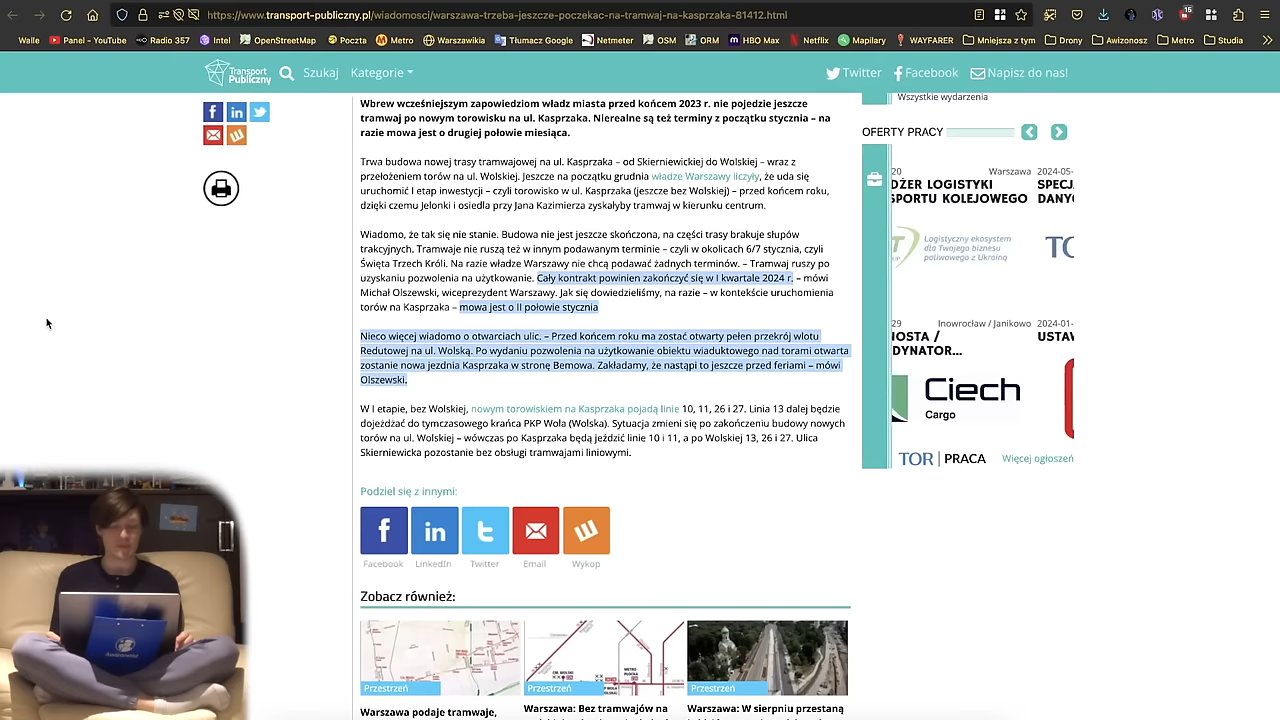 https://www.transport-publiczny.pl/wiadomosci/warszawa-trzeba-jeszcze-poczekac-na-tramwaj-na-kasprzaka-81412.html
15
Walle Panel - YouTube Radio 357 Intel OpenStreetMap Poczta Metro Warszawikia Tłumacz Google Netmeter OSM ORM HBO Max Netflix Mapilary WAYFARER Mniejsza z tym Drony Awizonosz Metro Studia
Transport
Publiczny
Szukaj Kategorie
Twitter Facebook Napisz do nas!
Wbrew wcześniejszym zapowiedziom władz miasta przed końcem 2023 r. nie pojedzie jeszcze
tramwaj po nowym torowisku na ul. Kasprzaka. Nierealne są też terminy z początku stycznia – na
razie mowa jest o drugiej połowie miesiąca.
Trwa budowa nowej trasy tramwajowej na ul. Kasprzaka – od Skierniewickiej do Wolskiej – wraz z
przełożeniem torów na ul. Wolskiej. Jeszcze na początku grudnia władze Warszawy liczyły, że uda się
uruchomić I etap inwestycji – czyli torowisko w ul. Kasprzaka (jeszcze bez Wolskiej) – przed końcem roku,
dzięki czemu Jelonki i osiedla przy Jana Kazimierza zyskałyby tramwaj w kierunku centrum.
Wiadomo, że tak się nie stanie. Budowa nie jest jeszcze skończona, na części trasy brakuje słupów
trakcyjnych. Tramwaje nie ruszą też w innym podawanym terminie – czyli w okolicach 6/7 stycznia, czyli
Święta Trzech Króli. Na razie władze Warszawy nie chcą podawać żadnych terminów. – Tramwaj ruszy po
uzyskaniu pozwolenia na użytkowanie. Cały kontrakt powinien zakończyć się w I kwartale 2024 r. – mówi
Michał Olszewski, wiceprezydent Warszawy. Jak się dowiedzieliśmy, na razie – w kontekście uruchomienia
torów na Kasprzaka – mowa jest o II połowie stycznia
Nieco więcej wiadomo o otwarciach ulic. – Przed końcem roku ma zostać otwarty pełen przekrój wlotu
Redutowej na ul. Wolską. Po wydaniu pozwolenia na użytkowanie obiektu wiaduktowego nad torami otwarta
zostanie nowa jezdnia Kasprzaka w stronę Bemowa. Zakładamy, że nastąpi to jeszcze przed feriami – mówi
Olszewski.
W I etapie, bez Wolskiej, nowym torowiskiem na Kasprzaka pojadą linie 10, 11, 26 i 27. Linia 13 dalej będzie
dojeżdżać do tymczasowego krańca PKP Wola (Wolska). Sytuacja zmieni się po zakończeniu budowy nowych
torów na ul. Wolskiej – wówczas po Kasprzaka będą jeździć linie 10 i 11, a po Wolskiej 13, 26 i 27. Ulica
Skierniewicka pozostanie bez obsługi tramwajami liniowymi.
Podziel się z innymi:
Facebook LinkedIn Twitter Email Wykop
Zobacz również:
Przestrzeń Przestrzeń Przestrzeń
Warszawa podaje tramwaje,
Warszawa: Bez tramwajów na
Warszawa: W sierpniu przestaną
Wszystkie wydarzenia
OFERTY PRACY
20 Warszawa 2024-05-
DŻER LOGISTYKI
SPORTU KOLEJOWEGO
SPECJ
DANY
Logistyczny ekosystem
dla Twojego biznesu
paliwowego z Ukrainą
29 Inowrocław / Janikowo 2024-01-
NOSTA /
DYNATOR...
USTAW
Ciech
Cargo
TOR | PRACA Więcej ogłoszeń